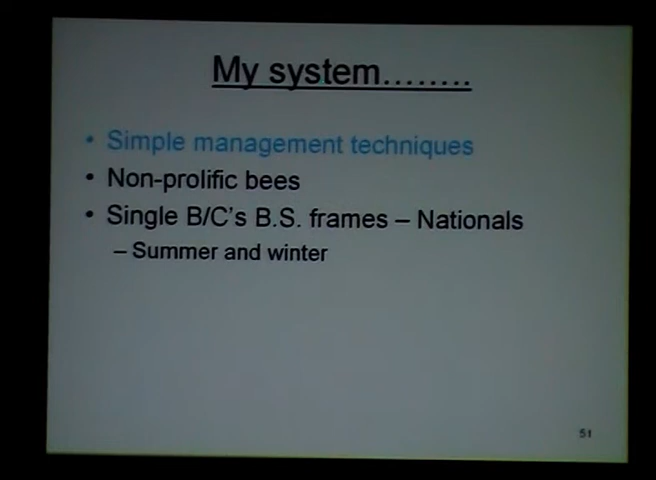 My system........
• Simple management techniques
• Non-prolific bees
• Single B/C's B.S. frames – Nationals
– Summer and winter
51